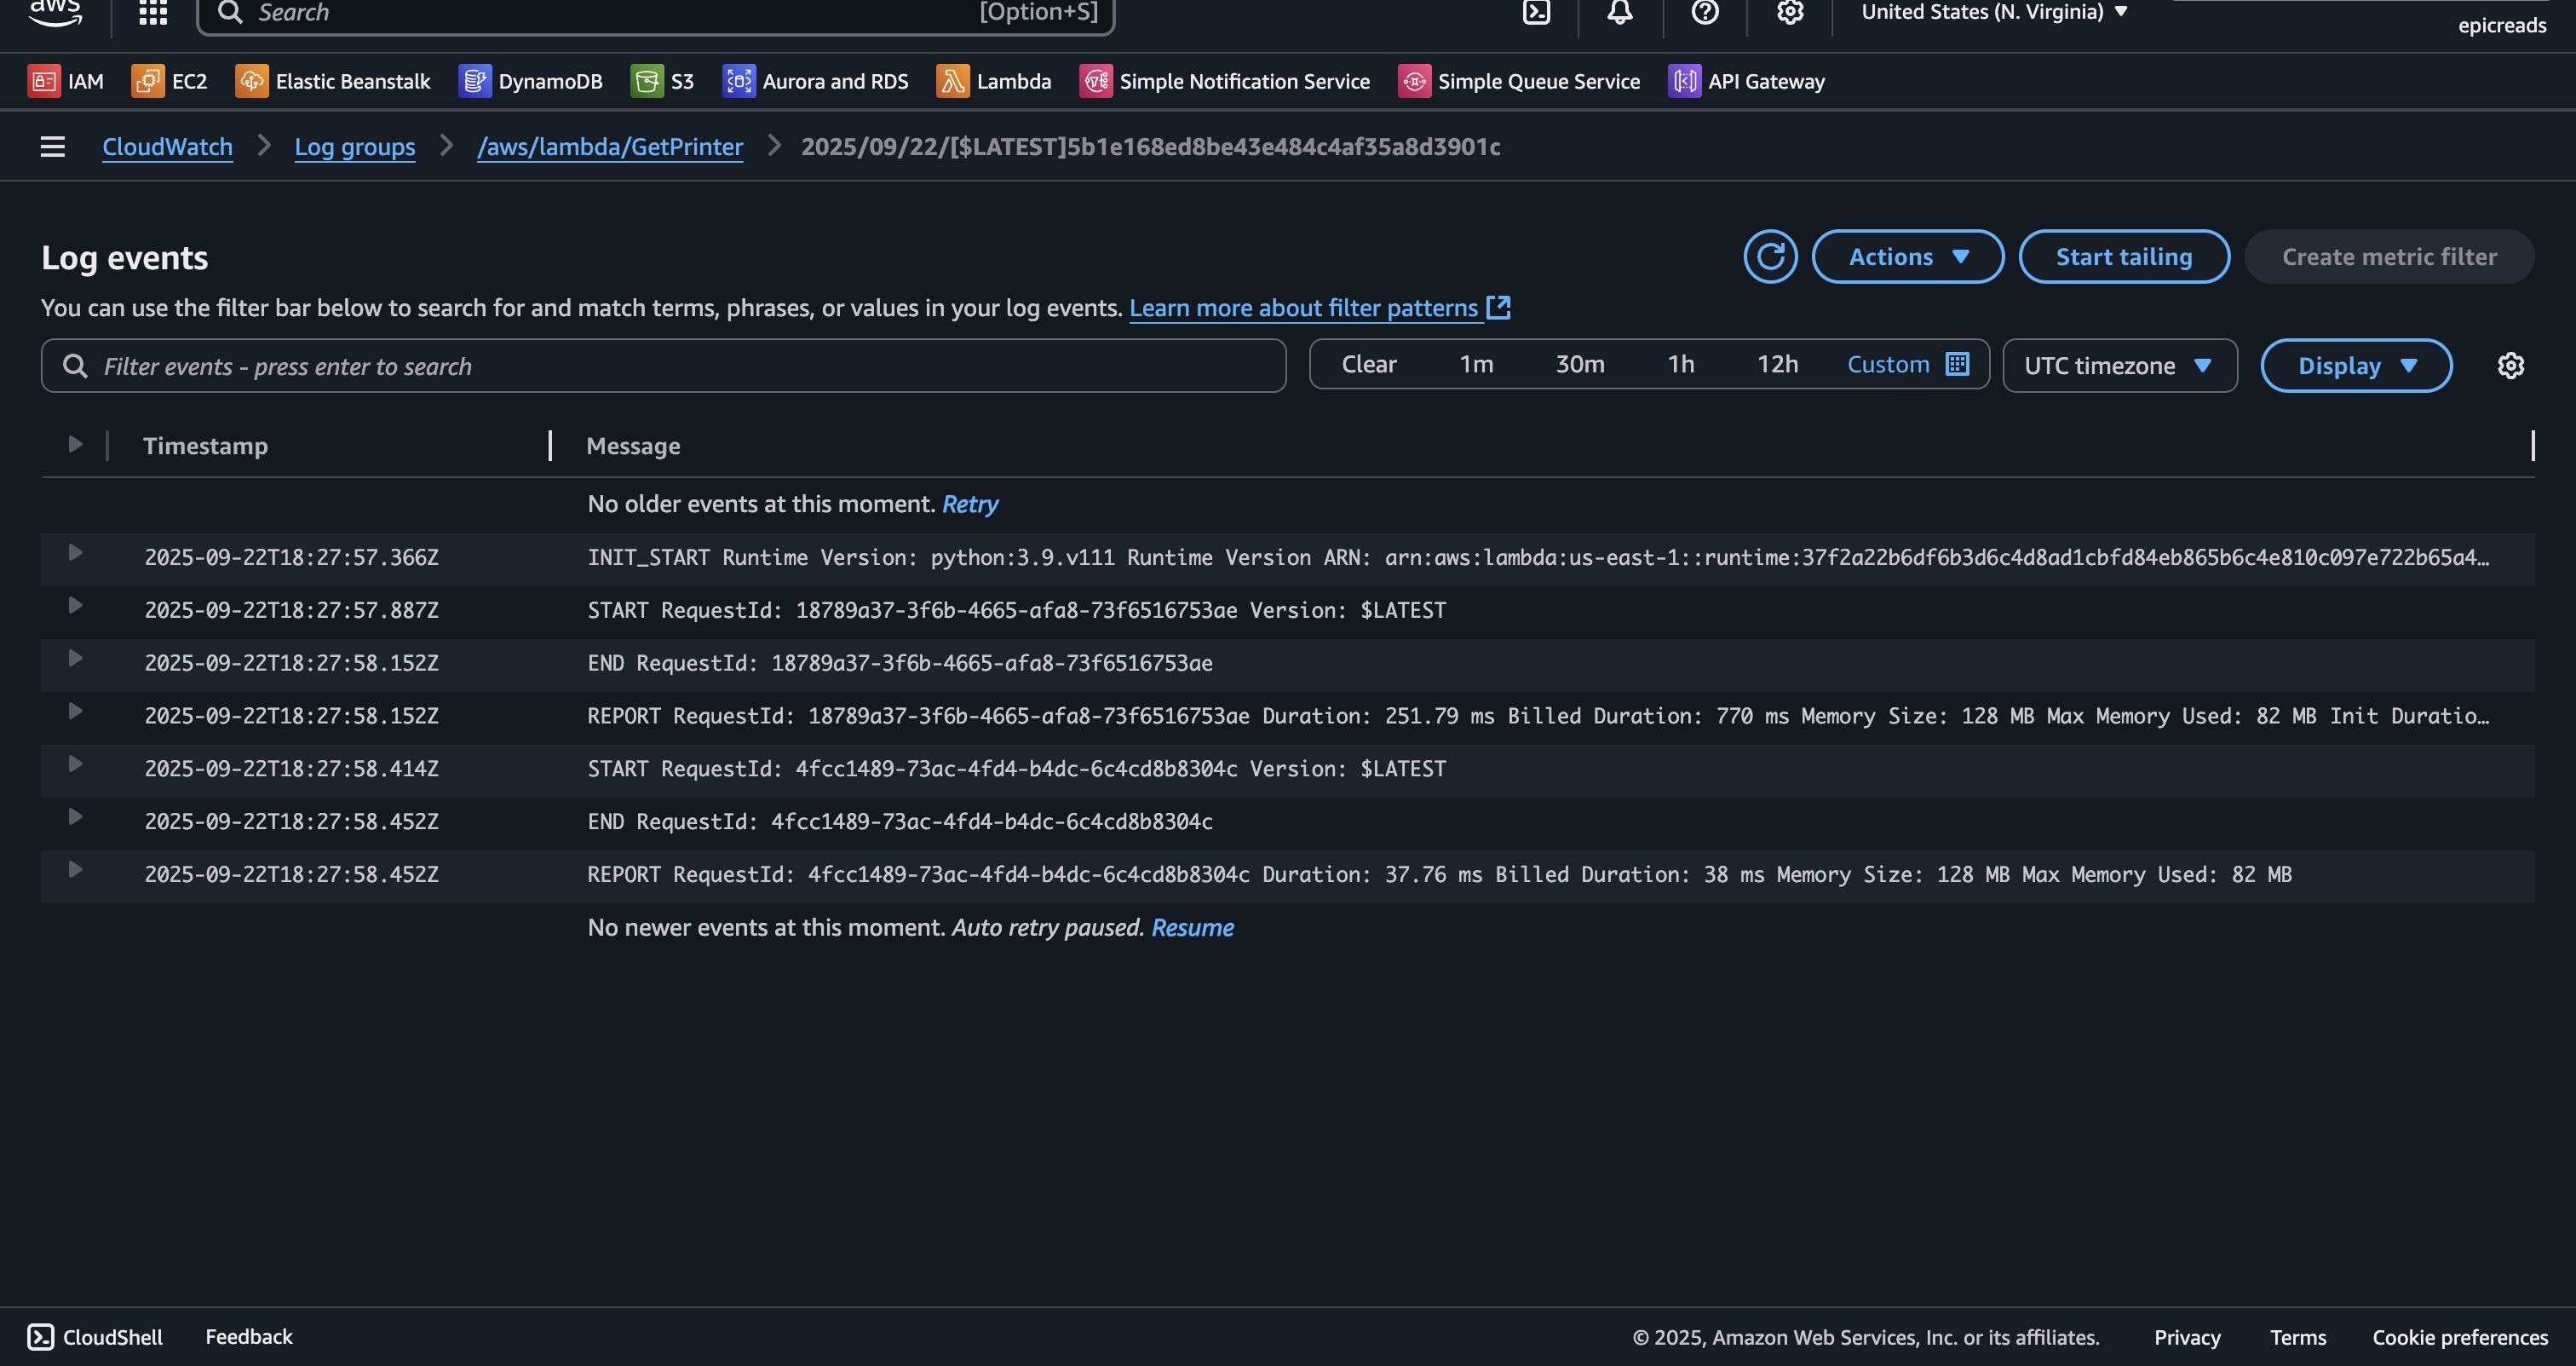 aws Search [Option+S] United States (N. Virginia) epicreads
IAM EC2 Elastic Beanstalk DynamoDB S3 Aurora and RDS Lambda Simple Notification Service Simple Queue Service API Gateway
CloudWatch Log groups /aws/lambda/GetPrinter 2025/09/22/[$LATEST]5b1e168ed8be43e484c4af35a8d3901c
Log events Actions Start tailing Create metric filter
You can use the filter bar below to search for and match terms, phrases, or values in your log events. Learn more about filter patterns
Filter events - press enter to search Clear 1m 30m 1h 12h Custom UTC timezone Display
Timestamp Message
No older events at this moment. Retry
2025-09-22T18:27:57.366Z INIT_START Runtime Version: python:3.9.v111 Runtime Version ARN: arn:aws:lambda:us-east-1::runtime:37f2a22b6df6b3d6c4d8ad1cbfd84eb865b6c4e810c097e722b65a4…
2025-09-22T18:27:57.887Z START RequestId: 18789a37-3f6b-4665-afa8-73f6516753ae Version: $LATEST
2025-09-22T18:27:58.152Z END RequestId: 18789a37-3f6b-4665-afa8-73f6516753ae
2025-09-22T18:27:58.152Z REPORT RequestId: 18789a37-3f6b-4665-afa8-73f6516753ae Duration: 251.79 ms Billed Duration: 770 ms Memory Size: 128 MB Max Memory Used: 82 MB Init Duratio…
2025-09-22T18:27:58.414Z START RequestId: 4fcc1489-73ac-4fd4-b4dc-6c4cd8b8304c Version: $LATEST
2025-09-22T18:27:58.452Z END RequestId: 4fcc1489-73ac-4fd4-b4dc-6c4cd8b8304c
2025-09-22T18:27:58.452Z REPORT RequestId: 4fcc1489-73ac-4fd4-b4dc-6c4cd8b8304c Duration: 37.76 ms Billed Duration: 38 ms Memory Size: 128 MB Max Memory Used: 82 MB
No newer events at this moment. Auto retry paused. Resume
CloudShell Feedback © 2025, Amazon Web Services, Inc. or its affiliates. Privacy Terms Cookie preferences